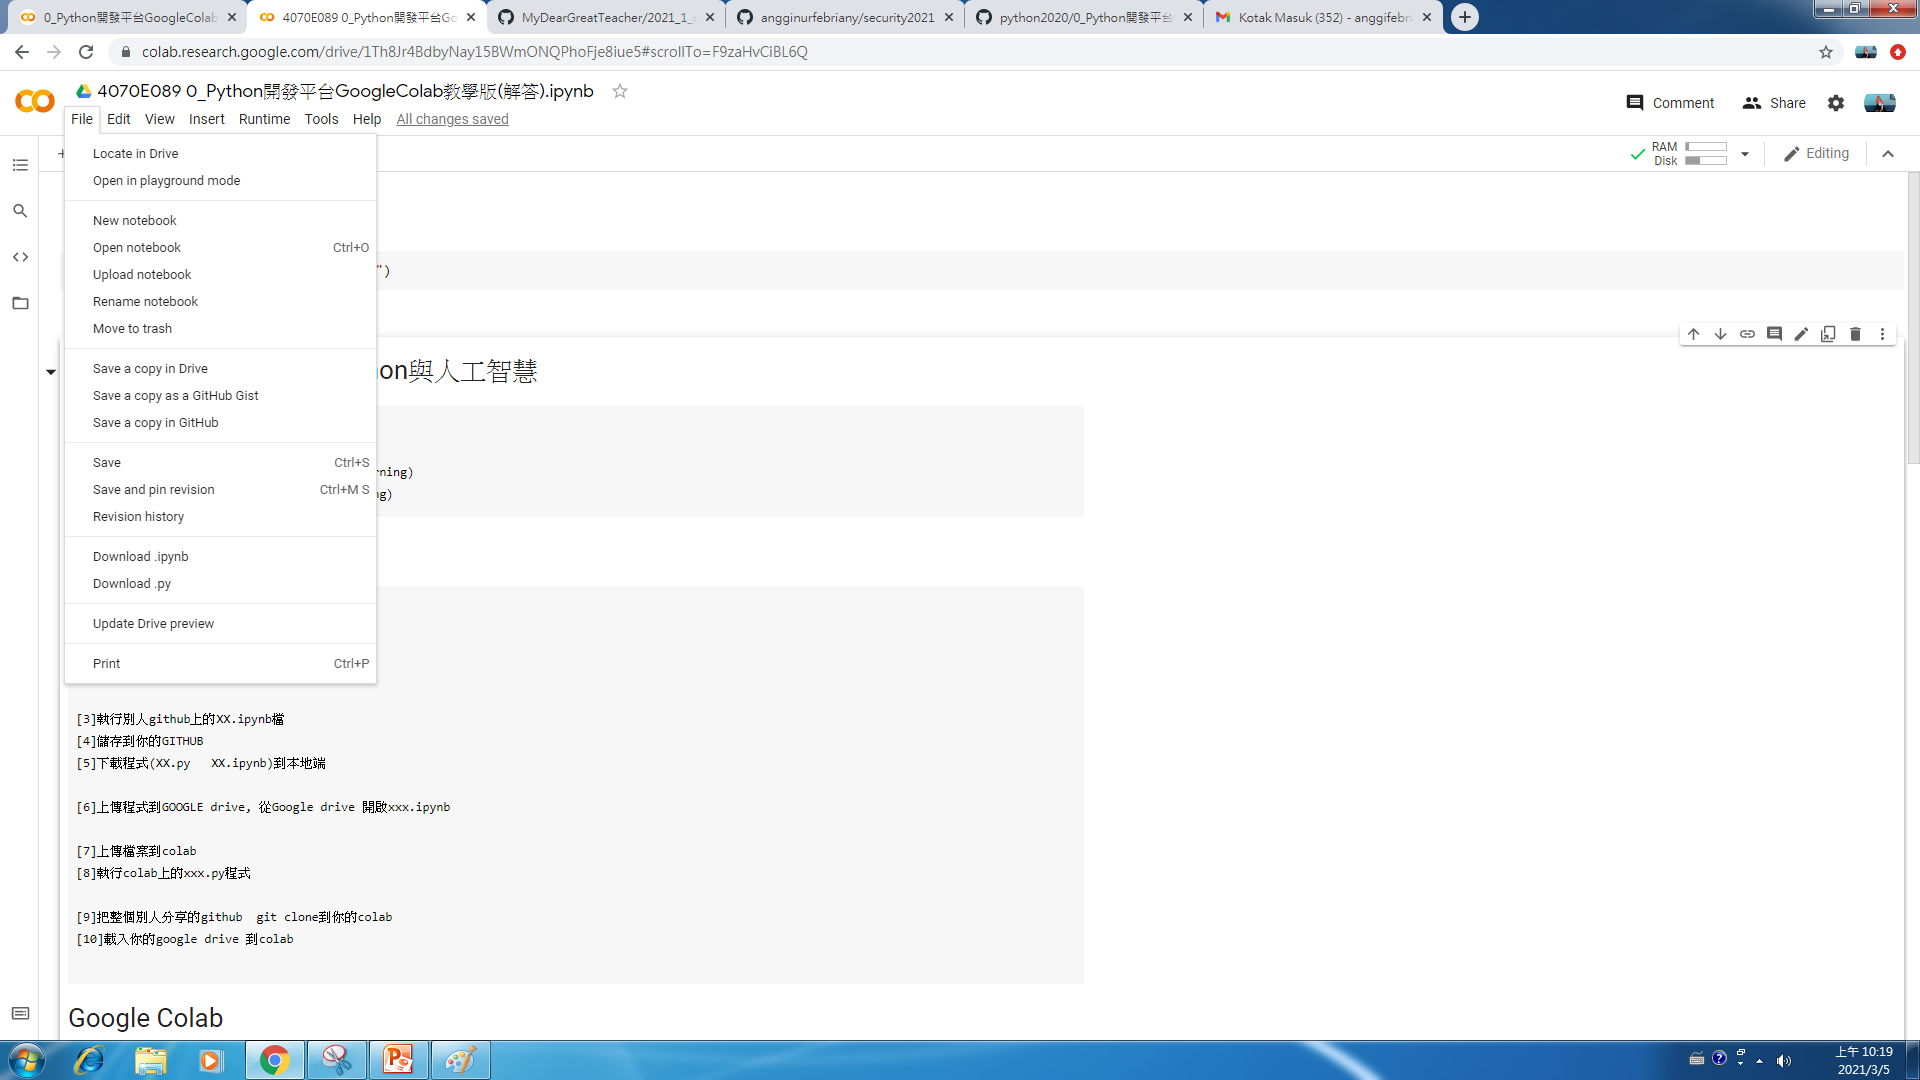 0_Python開發平台GoogleColab
4070E089 0_Python開發平台Go
MyDearGreatTeacher/2021_1_
angginurfebriany/security2021
python2020/0_Python開發平台
Kotak Masuk (352) - anggifebri
colab.research.google.com/drive/1Th8Jr4BdbyNay15BWmONQPhoFje8iue5#scrollTo=F9zaHvCiBL6Q
4070E089 0_Python開發平台GoogleColab教學版(解答).ipynb
Comment
Share
File Edit View Insert Runtime Tools Help All changes saved
RAM
Disk
Editing
Locate in Drive
Open in playground mode
New notebook
Open notebook Ctrl+O
")
Upload notebook
Rename notebook
Move to trash
Save a copy in Drive
on與人工智慧
Save a copy as a GitHub Gist
Save a copy in GitHub
Save Ctrl+S
rning)
Save and pin revision Ctrl+M S
ng)
Revision history
Download .ipynb
Download .py
Update Drive preview
Print Ctrl+P
[3]執行別人github上的XX.ipynb檔
[4]儲存到你的GITHUB
[5]下載程式(XX.py   XX.ipynb)到本地端
[6]上傳程式到GOOGLE drive, 從Google drive 開啟xxx.ipynb
[7]上傳檔案到colab
[8]執行colab上的xxx.py程式
[9]把整個別人分享的github  git clone到你的colab
[10]載入你的google drive 到colab
Google Colab
上午 10:19
2021/3/5